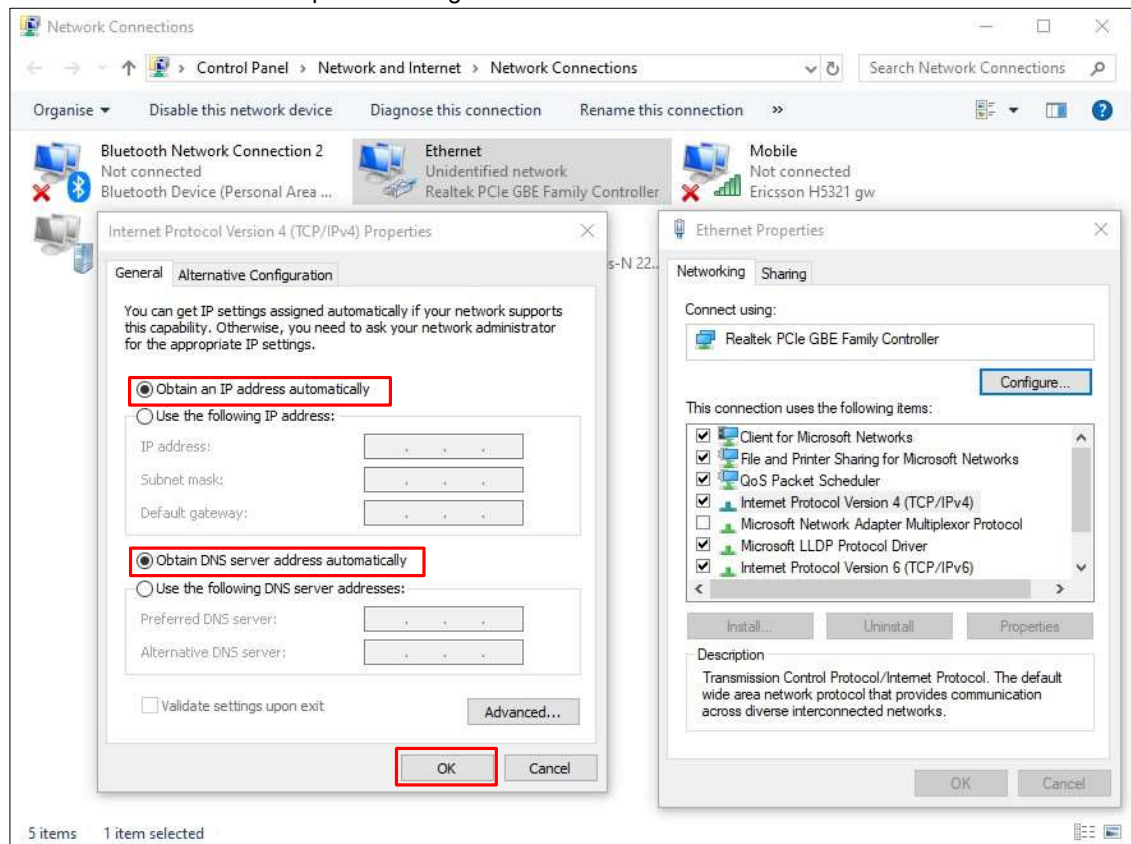 Network Connections
Control Panel > Network and Internet > Network Connections
Search Network Connections
Organise
Disable this network device
Diagnose this connection
Rename this connection
»
Bluetooth Network Connection 2
Not connected
Bluetooth Device (Personal Area ...
Ethernet
Unidentified network
Realtek PCIe GBE Family Controller
Mobile
Not connected
Ericsson H5321 gw
s-N 22..
Internet Protocol Version 4 (TCP/IPv4) Properties
General
Alternative Configuration
You can get IP settings assigned automatically if your network supports
this capability. Otherwise, you need to ask your network administrator
for the appropriate IP settings.
Obtain an IP address automatically
Use the following IP address:
IP address:
Subnet mask:
Default gateway:
Obtain DNS server address automatically
Use the following DNS server addresses:
Preferred DNS server:
Alternative DNS server:
Validate settings upon exit
Advanced...
OK
Cancel
Ethernet Properties
Networking
Sharing
Connect using:
Realtek PCIe GBE Family Controller
Configure...
This connection uses the following items:
Client for Microsoft Networks
File and Printer Sharing for Microsoft Networks
QoS Packet Scheduler
Internet Protocol Version 4 (TCP/IPv4)
Microsoft Network Adapter Multiplexor Protocol
Microsoft LLDP Protocol Driver
Internet Protocol Version 6 (TCP/IPv6)
Install...
Uninstall
Properties
Description
Transmission Control Protocol/Internet Protocol. The default
wide area network protocol that provides communication
across diverse interconnected networks.
OK
Cancel
5 items
1 item selected